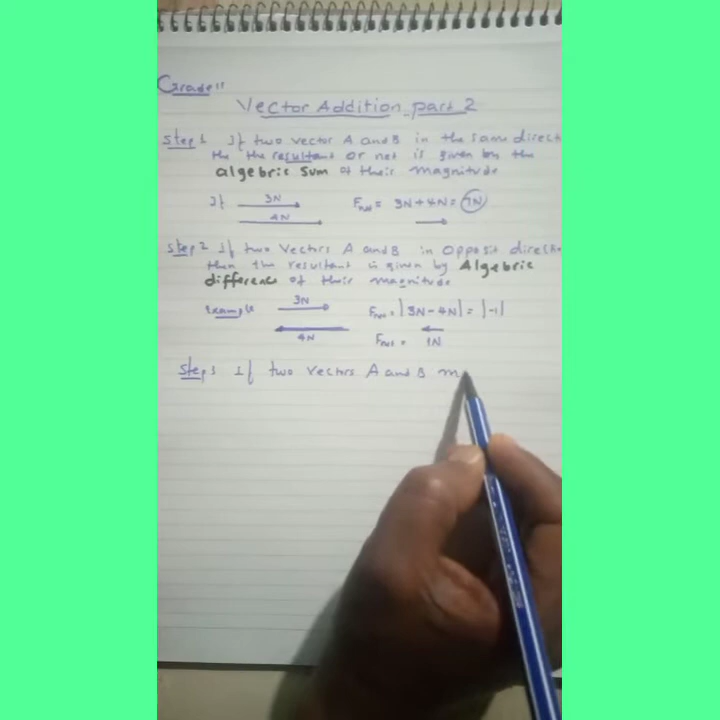 Grade 11
Vector Addition part 2
Step 1 If two vector A and B in the same direct
the the resultant or net is given by the
algebric sum of their magnitude
If 3N Fnet = 3N + 4N = 7N
4N
Step 2 if two Vectors A and B in opposit direct
then the resultant is given by Algebric
difference of their magnitude
Example 3N Fnet = |3N - 4N| = |-1|
4N Fnet = 1N
Step 3 If two vectors A and B m